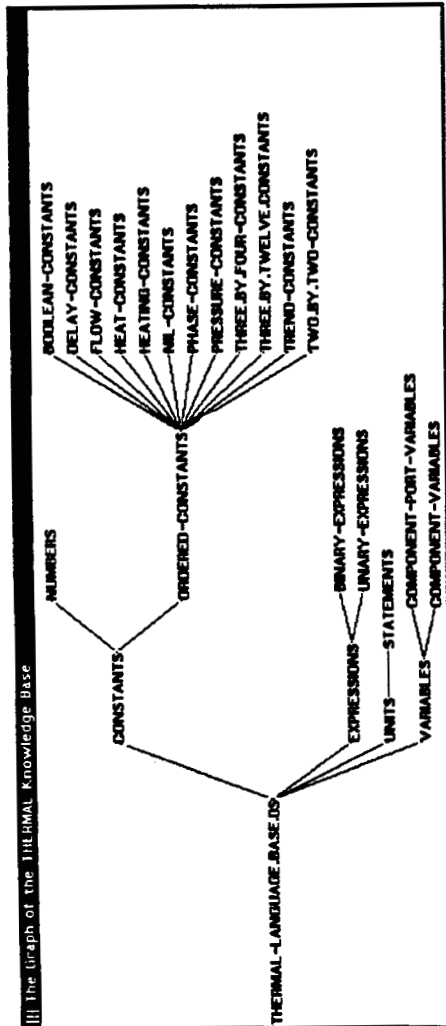 ||| The Graph of the THERMAL Knowledge Base
NUMBERS
BOOLEAN-CONSTANTS
DELAY-CONSTANTS
FLOW-CONSTANTS
HEAT-CONSTANTS
HEATING-CONSTANTS
NIL-CONSTANTS
PHASE-CONSTANTS
PRESSURE-CONSTANTS
THREE.BY.FOUR-CONSTANTS
THREE.BY.TWELVE.CONSTANTS
TREND-CONSTANTS
TWO.BY.TWO-CONSTANTS
CONSTANTS
ORDERED-CONSTANTS
THERMAL-LANGUAGE.BASE.DS
EXPRESSIONS
BINARY-EXPRESSIONS
UNARY-EXPRESSIONS
UNITS
STATEMENTS
VARIABLES
COMPONENT-PORT-VARIABLES
COMPONENT-VARIABLES